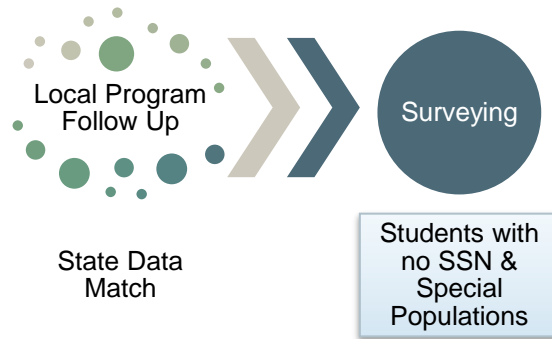 Local Program
Follow Up
Surveying
State Data
Match
Students with
no SSN &
Special
Populations